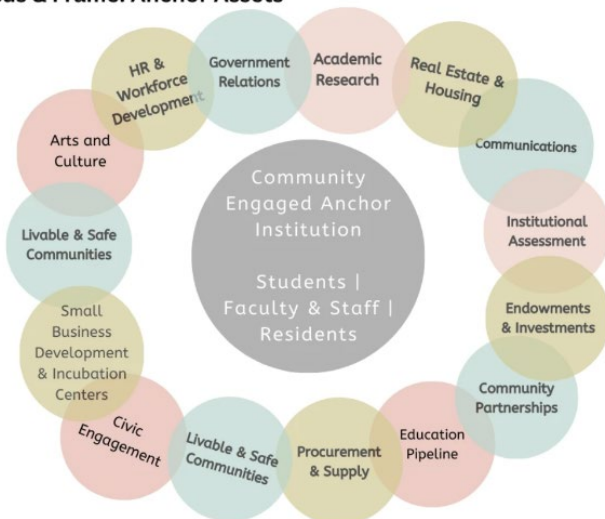 & Frame: Anchor Assets
HR &
Workforce
Development
Government
Relations
Academic
Research
Real Estate &
Housing
Communications
Institutional
Assessment
Endowments
& Investments
Community
Partnerships
Education
Pipeline
Procurement
& Supply
Livable & Safe
Communities
Civic
Engagement
Small
Business
Development
& Incubation
Centers
Livable & Safe
Communities
Arts and
Culture
Community
Engaged Anchor
Institution
Students |
Faculty & Staff |
Residents